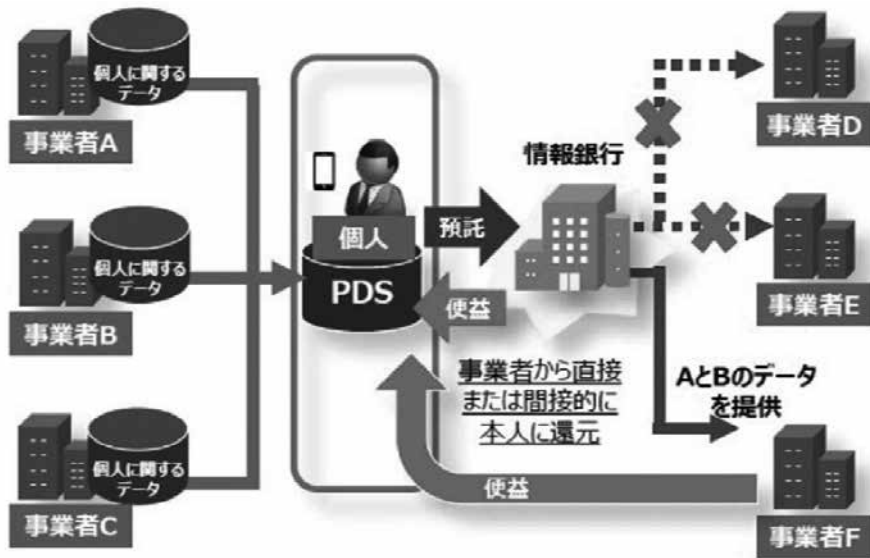 個人に関する
データ
事業者A
個人に関する
データ
事業者B
個人に関する
データ
事業者C
個人
PDS
預託
便益
情報銀行
事業者から直接
または間接的に
本人に還元
便益
AとBのデータ
を提供
事業者D
事業者E
事業者F